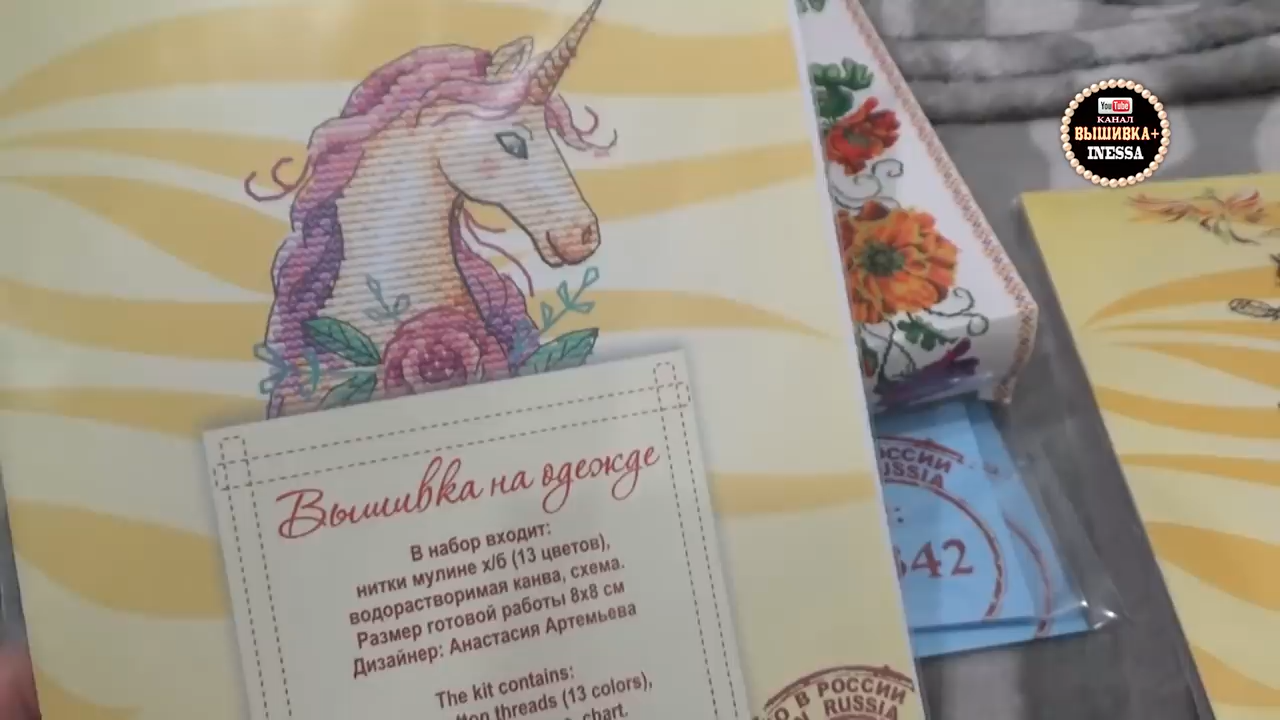 YouTube
КАНАЛ
ВЫШИВКА+
INESSA
Вышивка на одежде
В набор входит:
нитки мулине х/б (13 цветов),
водорастворимая канва, схема.
Размер готовой работы 8х8 см
Дизайнер: Анастасия Артемьева
The kit contains:
threads (13 colors),
chart.
В РОССИИ
RUSSIA
РОССИИ
RUSSIA